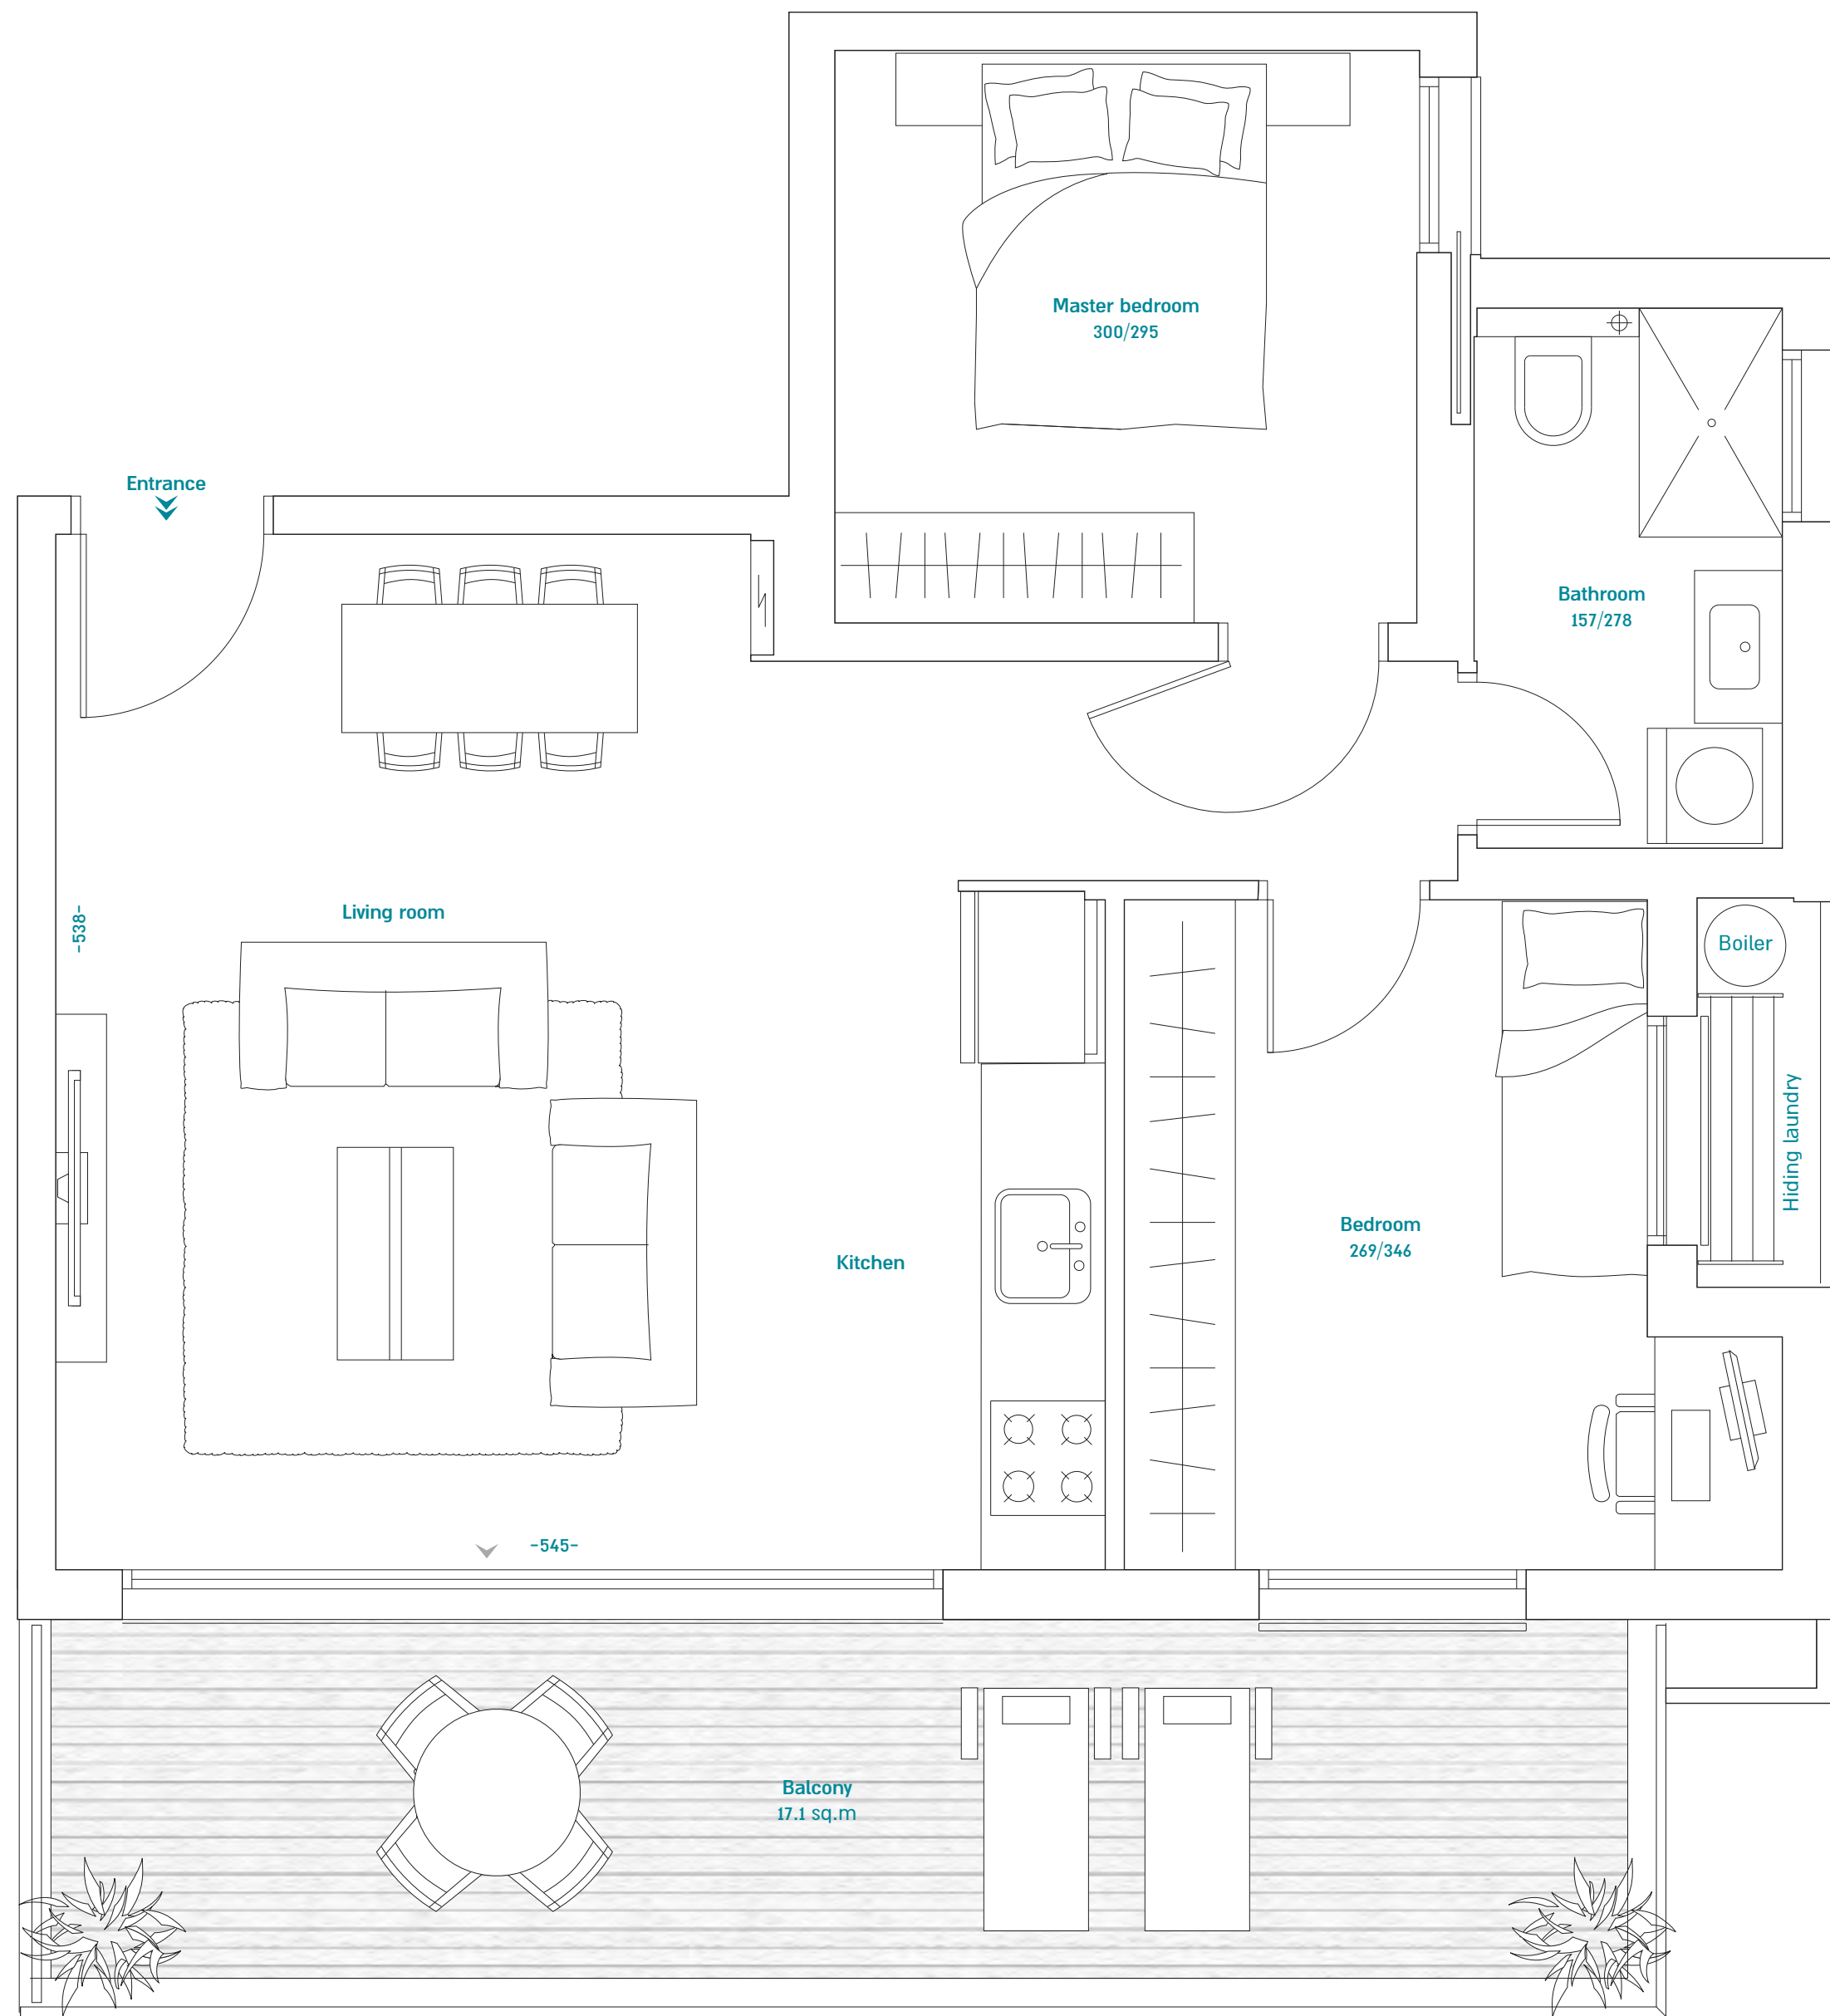 Master bedroom
300/295
Entrance
Bathroom
157/278
Living room
-538-
Boiler
Hiding laundry
Bedroom
269/346
Kitchen
-545-
Balcony
17.1 sq.m